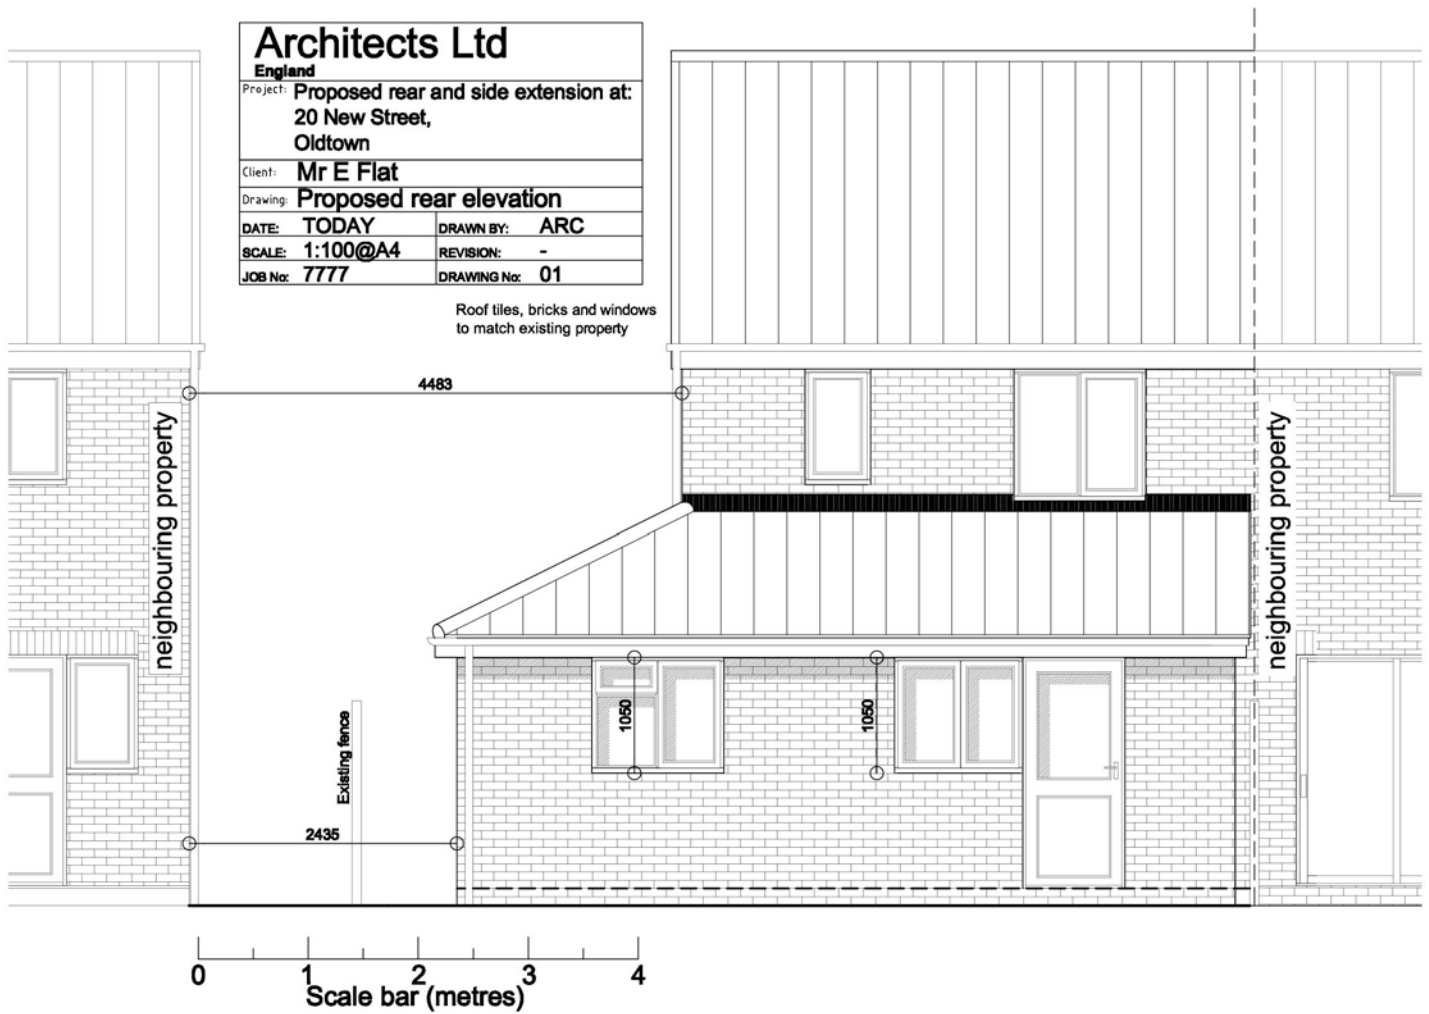 Architects Ltd
England
Project: Proposed rear and side extension at:
20 New Street,
Oldtown
Client: Mr E Flat
Drawing: Proposed rear elevation
DATE: TODAY DRAWN BY: ARC
SCALE: 1:100@A4 REVISION: -
JOB No: 7777 DRAWING No: 01
Roof tiles, bricks and windows
to match existing property
4483
neighbouring property
neighbouring property
1050
1050
Existing fence
2435
0 1 2 3 4
Scale bar (metres)